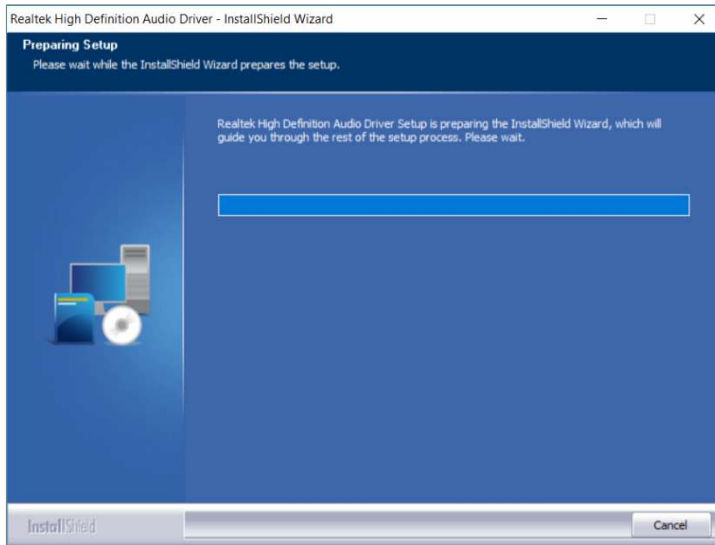 Realtek High Definition Audio Driver - InstallShield Wizard
Preparing Setup
Please wait while the InstallShield Wizard prepares the setup.
Realtek High Definition Audio Driver Setup is preparing the InstallShield Wizard, which will
guide you through the rest of the setup process. Please wait.
InstallShield
Cancel